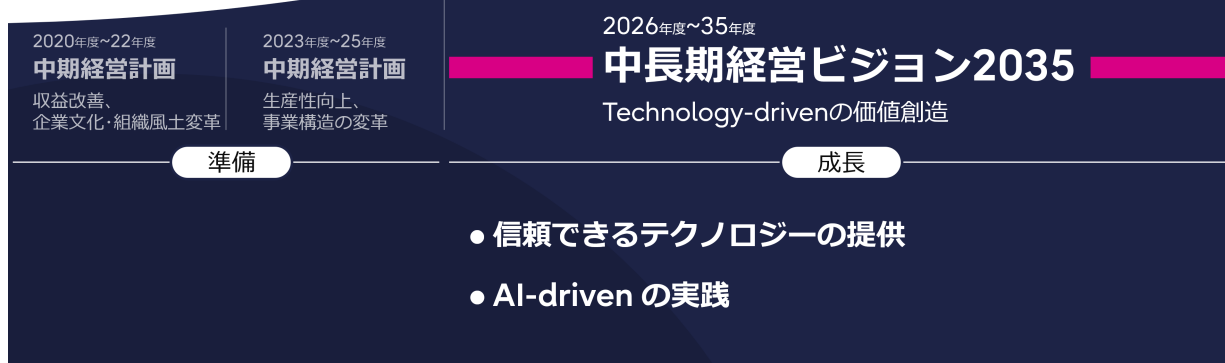 2020年度~22年度
中期経営計画
収益改善、
企業文化・組織風土変革
2023年度~25年度
中期経営計画
生産性向上、
事業構造の変革
2026年度~35年度
中長期経営ビジョン2035
Technology-drivenの価値創造
準備
成長
● 信頼できるテクノロジーの提供
● AI-driven の実践